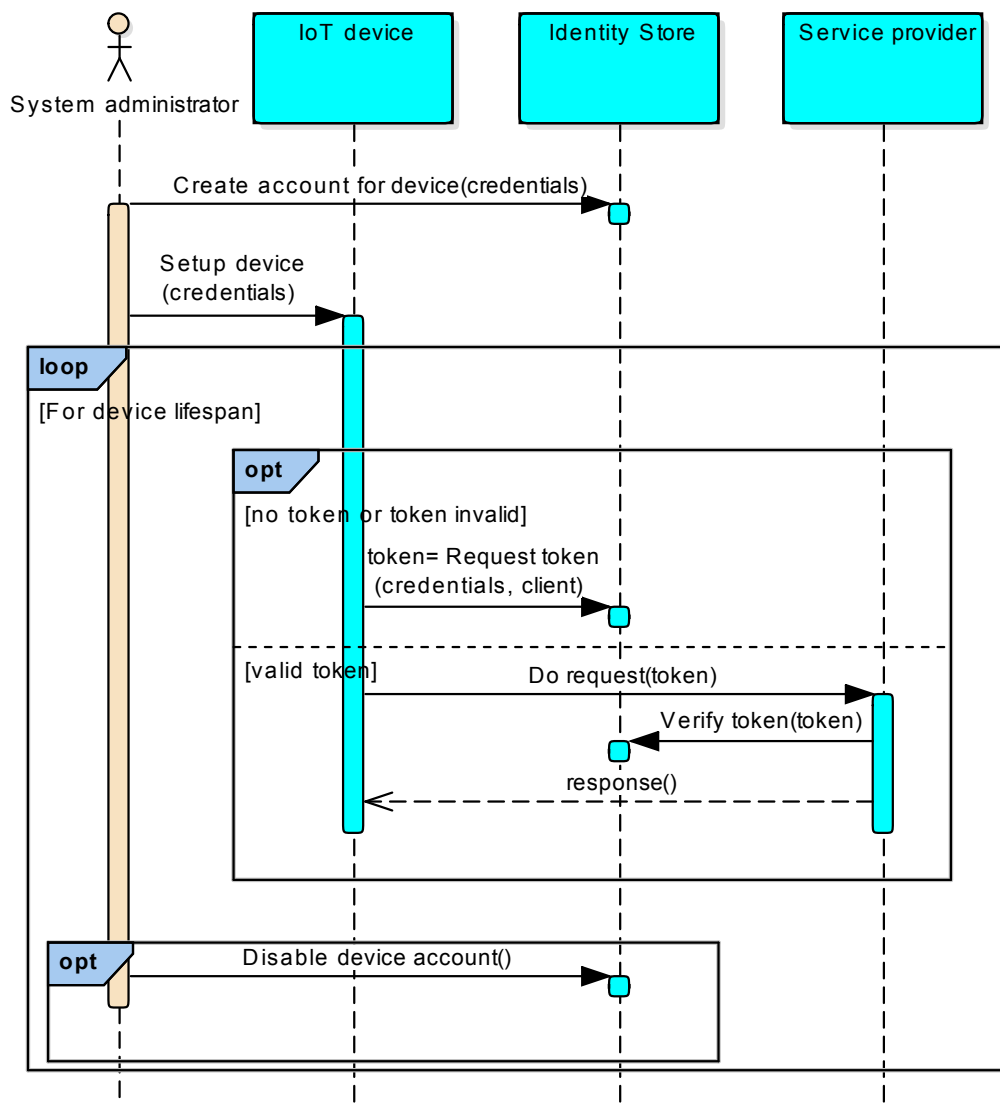 System administrator
IoT device
Identity Store
Service provider
Create account for device(credentials)
Setup device
(credentials)
loop
[For device lifespan]
opt
[no token or token invalid]
token= Request token
(credentials, client)
[valid token]
Do request(token)
Verify token(token)
response()
opt
Disable device account()